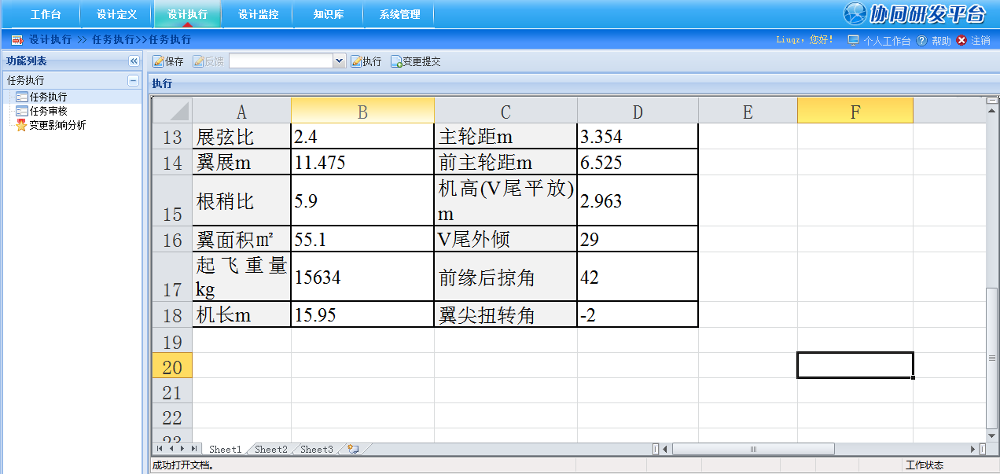 工作台 设计定义 设计执行 设计监控 知识库 系统管理 协同研发平台
设计执行 >> 任务执行>>任务执行 Liuqz，您好! 个人工作台 帮助 注销
功能列表 保存 反馈 执行 变更提交
任务执行 执行
任务执行
任务审核
变更影响分析
A B C D E F
13 展弦比 2.4 主轮距m 3.354
14 翼展m 11.475 前主轮距m 6.525
15 根稍比 5.9 机高(V尾平放)m 2.963
16 翼面积㎡ 55.1 V尾外倾 29
17 起飞重量kg 15634 前缘后掠角 42
18 机长m 15.95 翼尖扭转角 -2
19
20
21
22
23
Sheet1 Sheet2 Sheet3
成功打开文档。 工作状态